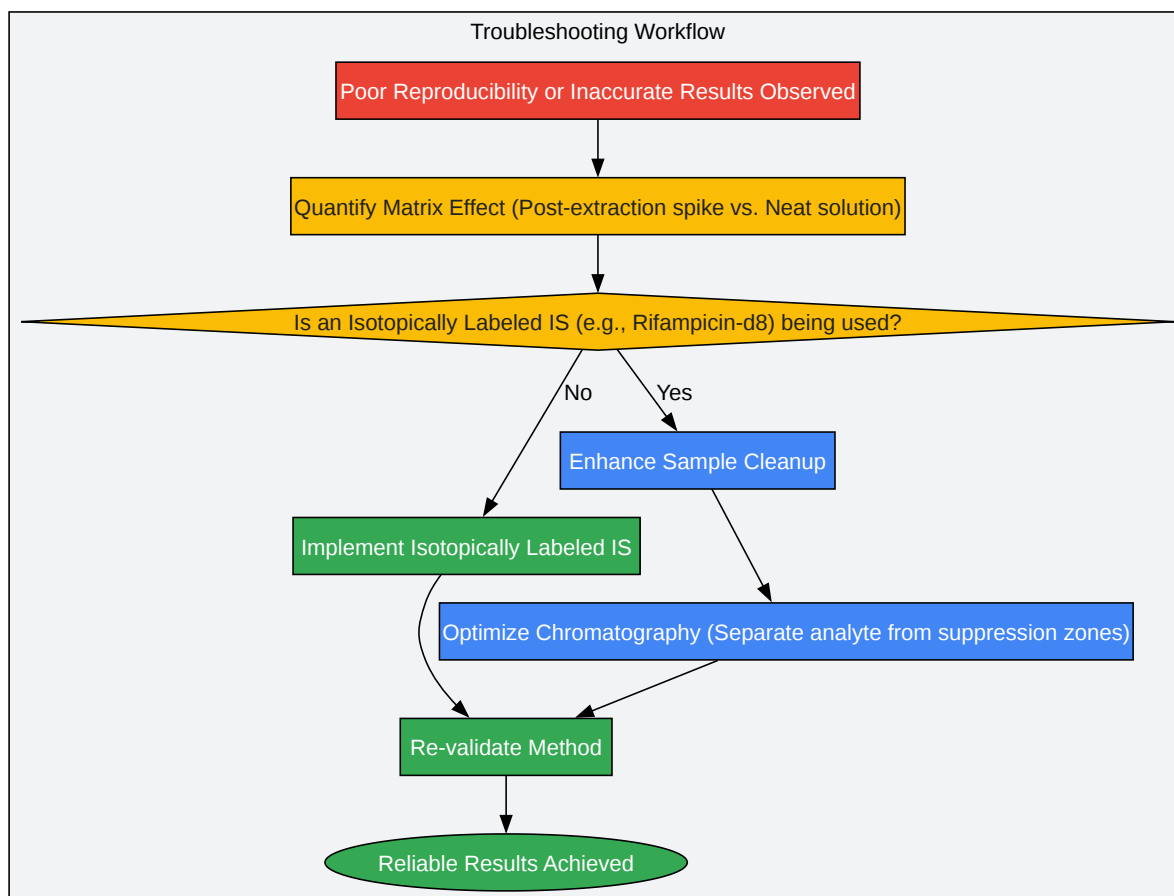 Troubleshooting Workflow
Poor Reproducibility or Inaccurate Results Observed
Quantify Matrix Effect (Post-extraction spike vs. Neat solution)
Is an Isotopically Labeled IS (e.g., Rifampicin-d8) being used?
No
Yes
Enhance Sample Cleanup
Implement Isotopically Labeled IS
Optimize Chromatography (Separate analyte from suppression zones)
Re-validate Method
Reliable Results Achieved